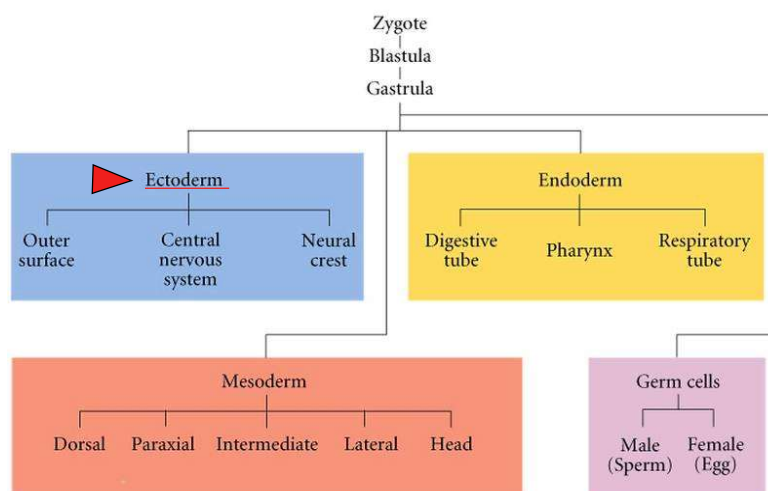 Zygote
Blastula
Gastrula
Ectoderm
Outer
surface
Central
nervous
system
Neural
crest
Endoderm
Digestive
tube
Pharynx
Respiratory
tube
Mesoderm
Dorsal
Paraxial
Intermediate
Lateral
Head
Germ cells
Male
(Sperm)
Female
(Egg)